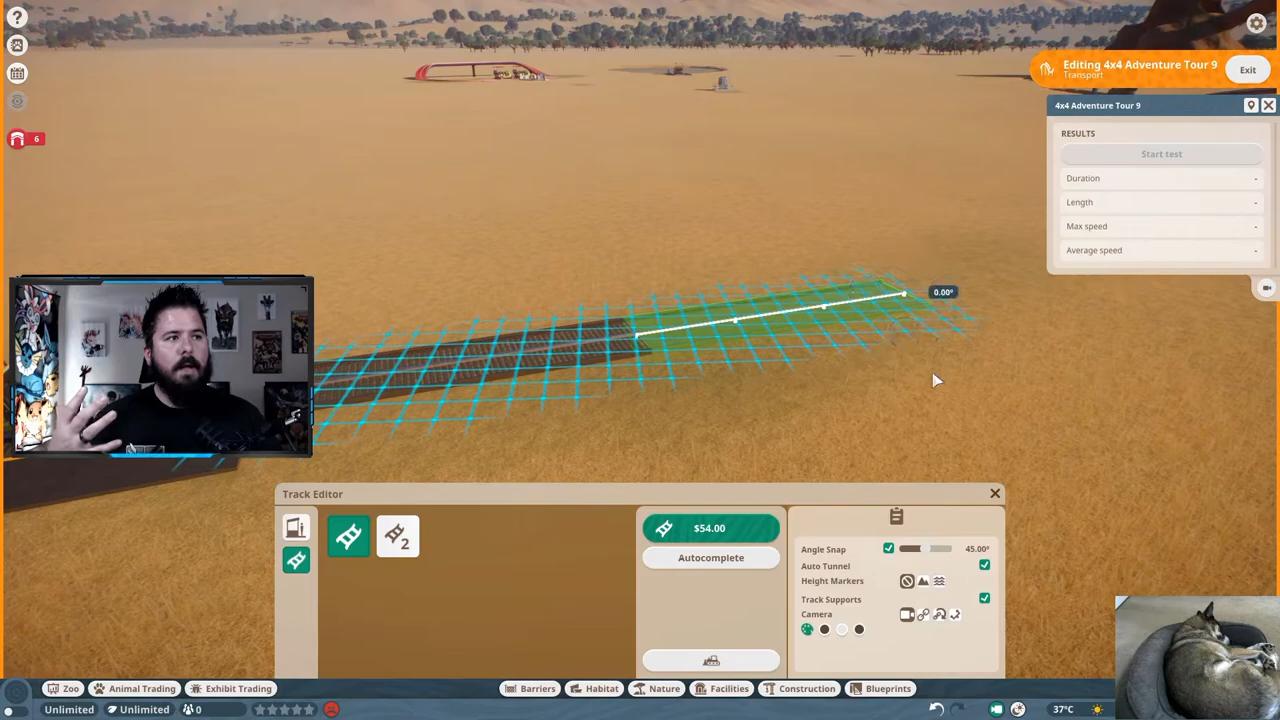 ?
Editing 4x4 Adventure Tour 9
Transport
Exit
4x4 Adventure Tour 9
6
RESULTS
Start test
Duration -
Length -
Max speed -
Average speed -
0.00°
Track Editor
2
$54.00
Autocomplete
Angle Snap 45.00°
Auto Tunnel
Height Markers
Track Supports
Camera
Zoo
Animal Trading
Exhibit Trading
Barriers
Habitat
Nature
Facilities
Construction
Blueprints
Unlimited
Unlimited
0
37°C